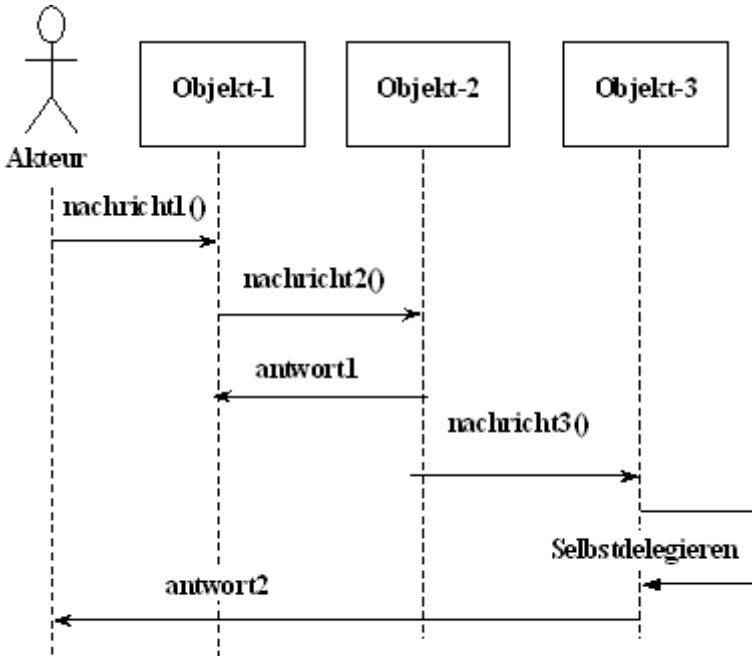 Objekt-1
Objekt-2
Objekt-3
Akteur
nachricht1()
nachricht2()
antwort1
nachricht3()
Selbstdelegieren
antwort2